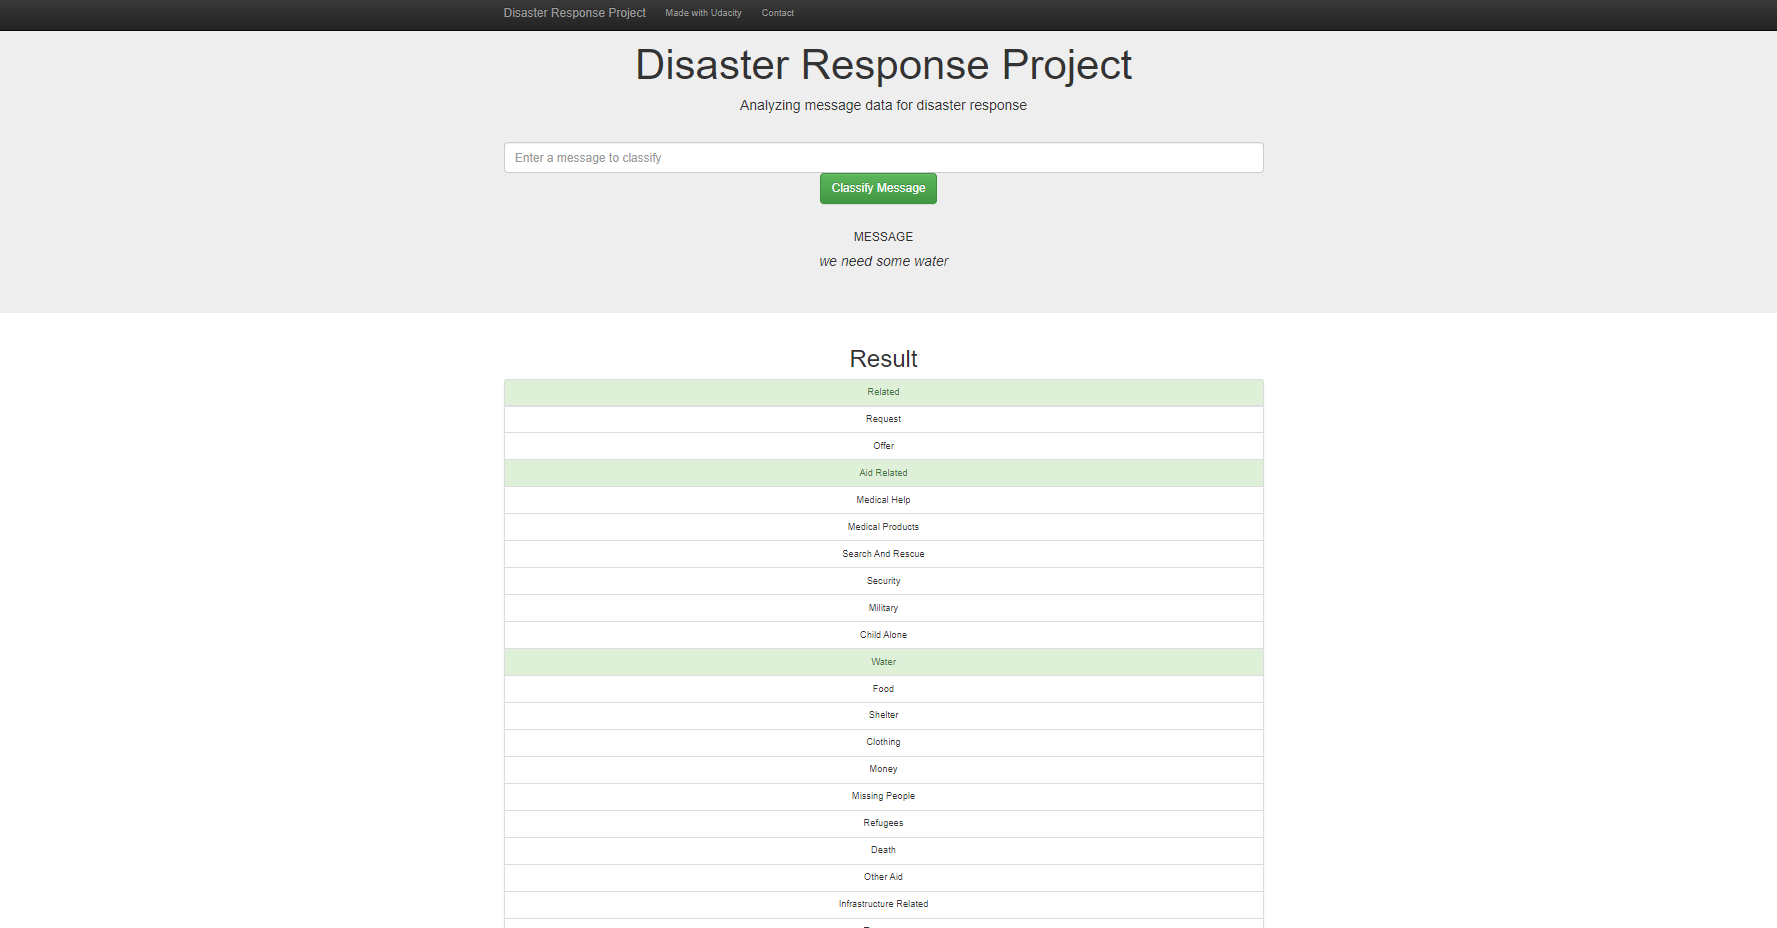 Disaster Response Project Made with Udacity Contact
Disaster Response Project
Analyzing message data for disaster response
Enter a message to classify
Classify Message
MESSAGE
we need some water
Result
Related
Request
Offer
Aid Related
Medical Help
Medical Products
Search And Rescue
Security
Military
Child Alone
Water
Food
Shelter
Clothing
Money
Missing People
Refugees
Death
Other Aid
Infrastructure Related